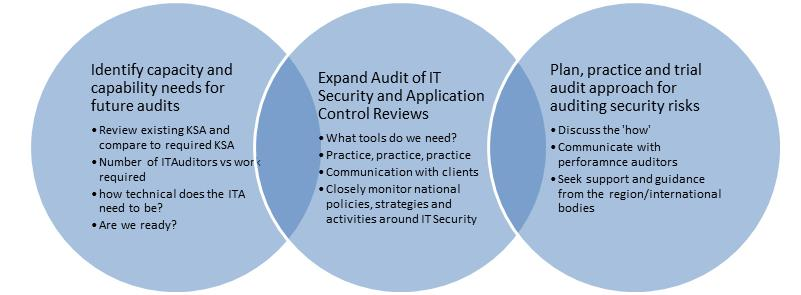 Identify capacity and
capability needs for
future audits
•Review existing KSA and
compare to required KSA
•Number of ITAuditors vs work
required
•how technical does the ITA
need to be?
•Are we ready?
Expand Audit of IT
Security and Application
Control Reviews
•What tools do we need?
•Practice, practice, practice
•Communication with clients
•Closely monitor national
policies, strategies and
activities around IT Security
Plan, practice and trial
audit approach for
auditing security risks
•Discuss the 'how'
•Communicate with
perforamnce auditors
•Seek support and guidance
from the region/international
bodies